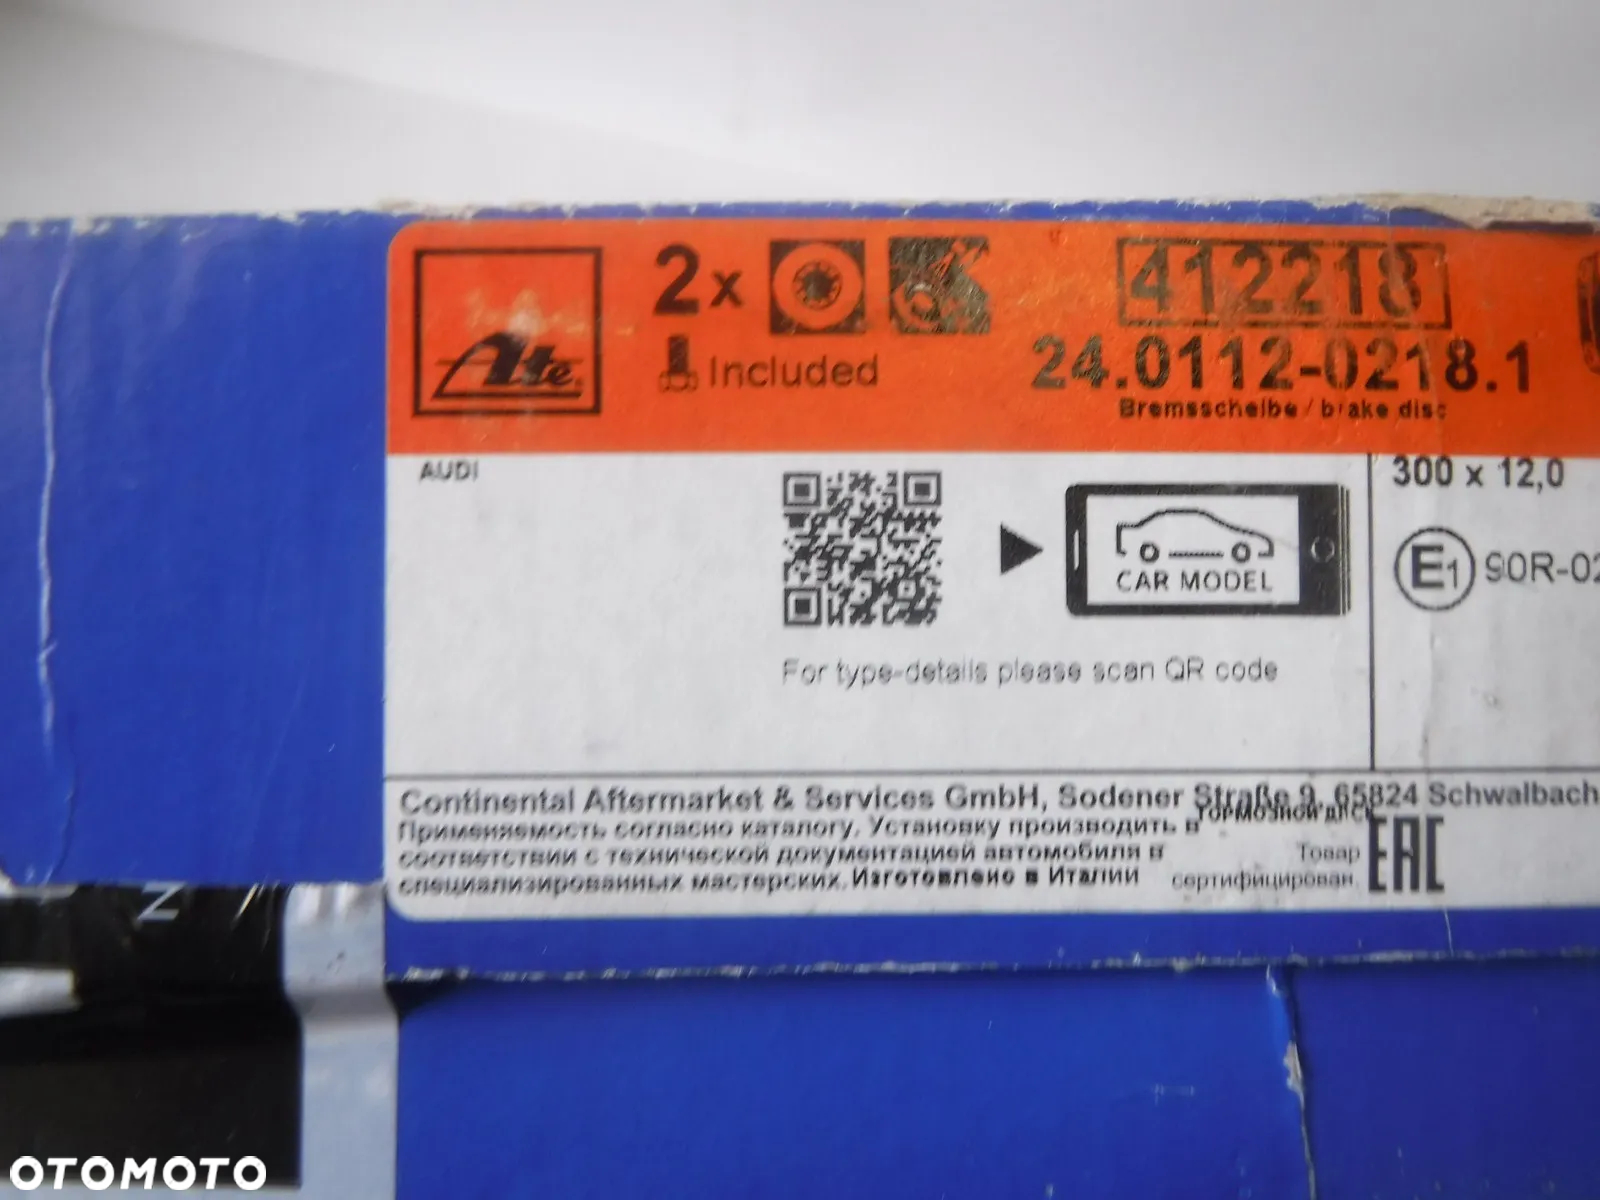 Ate
2x
412218
Included
24.0112-0218.1
Bremsscheibe / brake disc
AUDI
300 x 12,0
CAR MODEL
E1 90R-02
For type-details please scan QR code
Continental Aftermarket & Services GmbH, Sodener Straße 9, 65824 Schwalbach
ТОРМОЗНОЙ ДИСК
Применяемость согласно каталогу. Установку производить в
соответствии с технической документацией автомобиля в
специализированных мастерских. Изготовлено в Италии
Товар
сертифицирован.
EAC
OTOMOTO